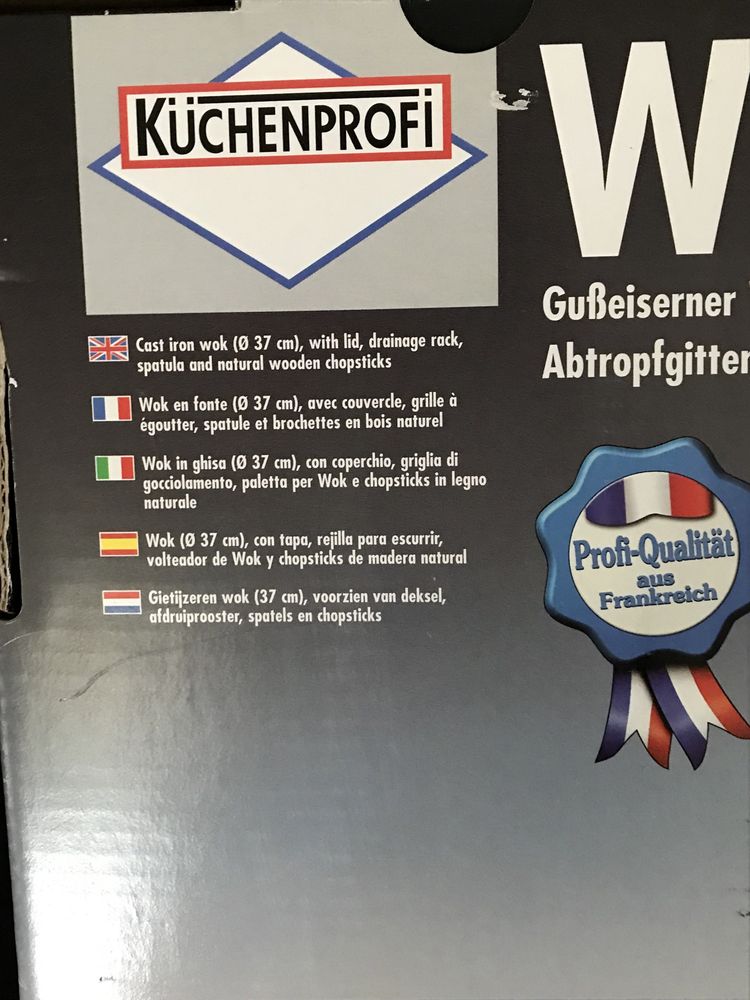 KÜCHENPROFI
Cast iron wok (Ø 37 cm), with lid, drainage rack,
spatula and natural wooden chopsticks
Wok en fonte (Ø 37 cm), avec couvercle, grille à
égoutter, spatule et brochettes en bois naturel
Wok in ghisa (Ø 37 cm), con coperchio, griglia di
gocciolamento, paletta per Wok e chopsticks in legno
naturale
Wok (Ø 37 cm), con tapa, rejilla para escurrir,
volteador de Wok y chopsticks de madera natural
Gietijzeren wok (37 cm), voorzien van deksel,
afdruiprooster, spatels en chopsticks
W
Gußeiserner
Abtropfgitter
Profi-Qualität
aus
Frankreich